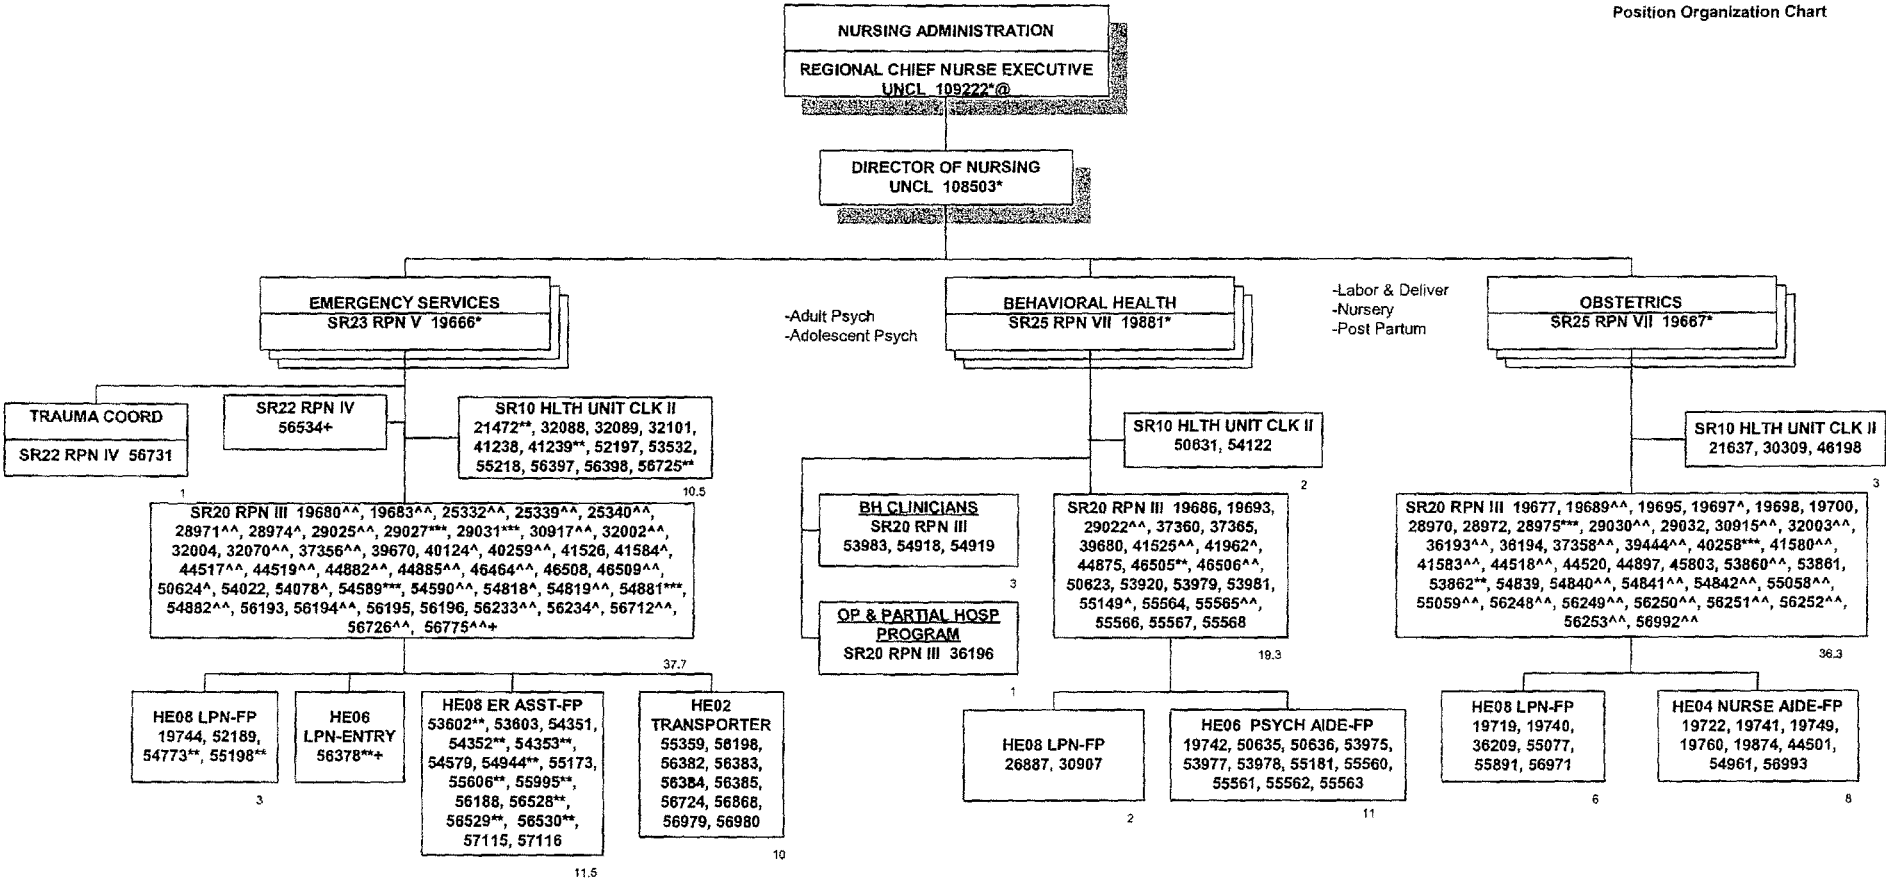 Position Organization Chart
NURSING ADMINISTRATION
REGIONAL CHIEF NURSE EXECUTIVE
UNCL 109222*@
DIRECTOR OF NURSING
UNCL 108503*
EMERGENCY SERVICES
SR23 RPN V 19666*
-Adult Psych
-Adolescent Psych
BEHAVIORAL HEALTH
SR25 RPN VII 19881*
-Labor & Deliver
-Nursery
-Post Partum
OBSTETRICS
SR25 RPN VII 19667*
TRAUMA COORD
SR22 RPN IV 56731
1
SR22 RPN IV
56534+
SR10 HLTH UNIT CLK II
21472**, 32088, 32089, 32101,
41238, 41239**, 52197, 53532,
55218, 56397, 56398, 56725**
10.5
SR20 RPN III 19680^^, 19683^^, 25332^^, 25339^^, 25340^^,
28971^^, 28974^, 29025^^, 29027***, 29031***, 30917^^, 32002^^,
32004, 32070^^, 37356^^, 39670, 40124^, 40259^^, 41526, 41584^,
44517^^, 44519^^, 44882^^, 44885^^, 46464^^, 46508, 46509^^,
50624^, 54022, 54078^, 54589***, 54590^^, 54818^, 54819^^, 54881***,
54882^^, 56193, 56194^^, 56195, 56196, 56233^^, 56234^, 56712^^,
56726^^, 56775^^+
37.7
HE08 LPN-FP
19744, 52189,
54773**, 55198**
3
HE06
LPN-ENTRY
56378**+
HE08 ER ASST-FP
53602**, 53603, 54351,
54352**, 54353**,
54579, 54944**, 55173,
55606**, 55995**,
56188, 56528**,
56529**, 56530**,
57115, 57116
11.5
HE02
TRANSPORTER
55359, 56198,
56382, 56383,
56384, 56385,
56724, 56868,
56979, 56980
10
SR10 HLTH UNIT CLK II
50631, 54122
2
BH CLINICIANS
SR20 RPN III
53983, 54918, 54919
3
OP & PARTIAL HOSP
PROGRAM
SR20 RPN III 36196
1
SR20 RPN III 19686, 19693,
29022^^, 37360, 37365,
39680, 41525^^, 41962^,
44875, 46505**, 46506^^,
50623, 53920, 53979, 53981,
55149^, 55564, 55565^^,
55566, 55567, 55568
19.3
HE08 LPN-FP
26887, 30907
2
HE06 PSYCH AIDE-FP
19742, 50635, 50636, 53975,
53977, 53978, 55181, 55560,
55561, 55562, 55563
11
SR10 HLTH UNIT CLK II
21637, 30309, 46198
3
SR20 RPN III 19677, 19689^^, 19695, 19697^, 19698, 19700,
28970, 28972, 28975***, 29030^^, 29032, 30915^^, 32003^^,
36193^^, 36194, 37358^^, 39444^^, 40258***, 41580^^,
41583^^, 44518^^, 44520, 44897, 45803, 53860^^, 53861,
53862**, 54839, 54840^^, 54841^^, 54842^^, 55058^^,
55059^^, 56248^^, 56249^^, 56250^^, 56251^^, 56252^^,
56253^^, 56992^^
36.3
HE08 LPN-FP
19719, 19740,
36209, 55077,
55891, 56971
6
HE04 NURSE AIDE-FP
19722, 19741, 19749,
19760, 19874, 44501,
54961, 56993
8